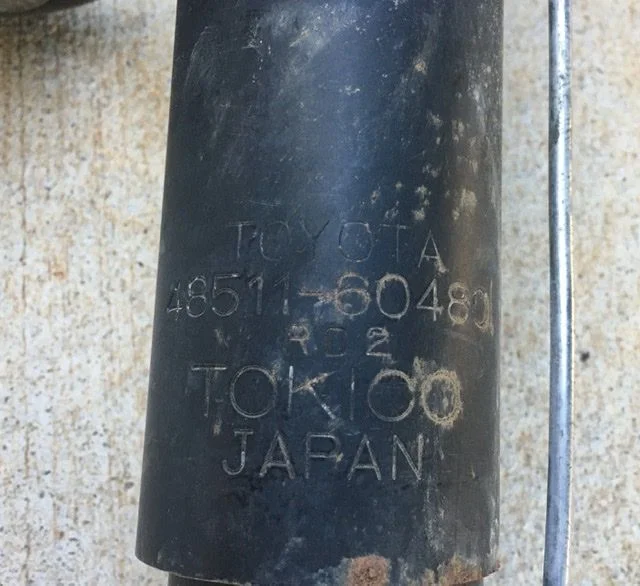 TOYOTA
48511-60480
RD2
TOKICO
JAPAN